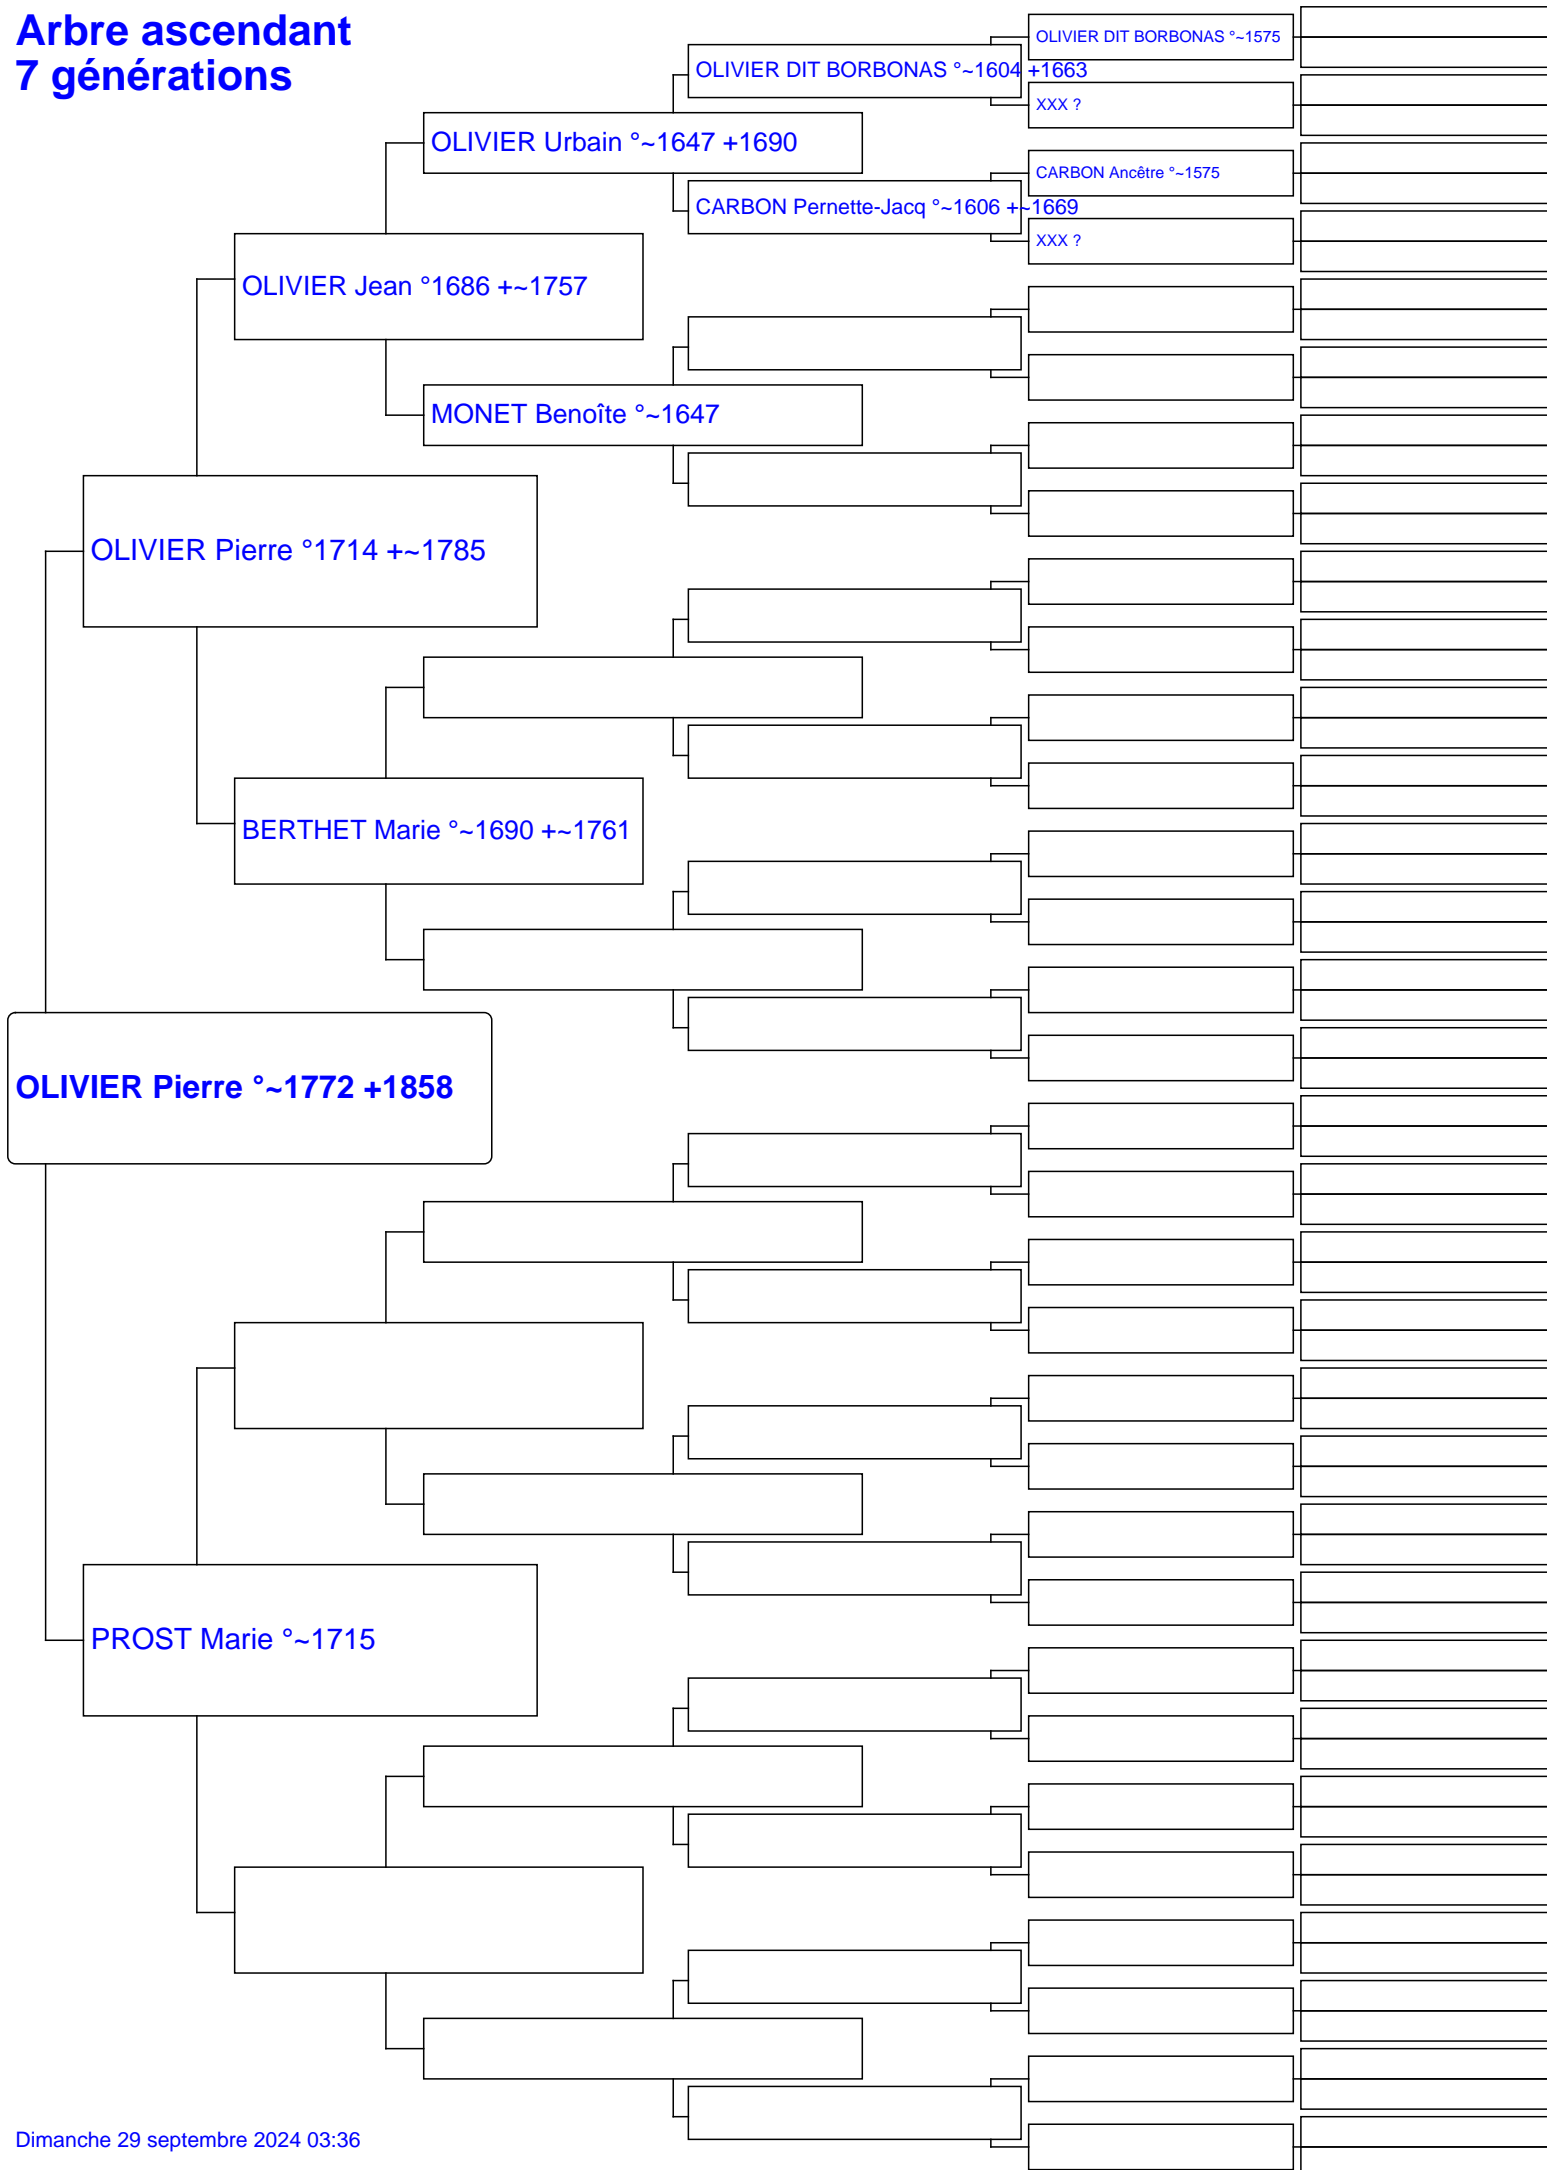 Arbre ascendant
7 générations
OLIVIER DIT BORBONAS °~1575
OLIVIER DIT BORBONAS °~1604 +1663
XXX ?
OLIVIER Urbain °~1647 +1690
CARBON Ancêtre °~1575
CARBON Pernette-Jacq °~1606 +~1669
XXX ?
OLIVIER Jean °1686 +~1757
MONET Benoîte °~1647
OLIVIER Pierre °1714 +~1785
BERTHET Marie °~1690 +~1761
OLIVIER Pierre °~1772 +1858
PROST Marie °~1715
Dimanche 29 septembre 2024 03:36